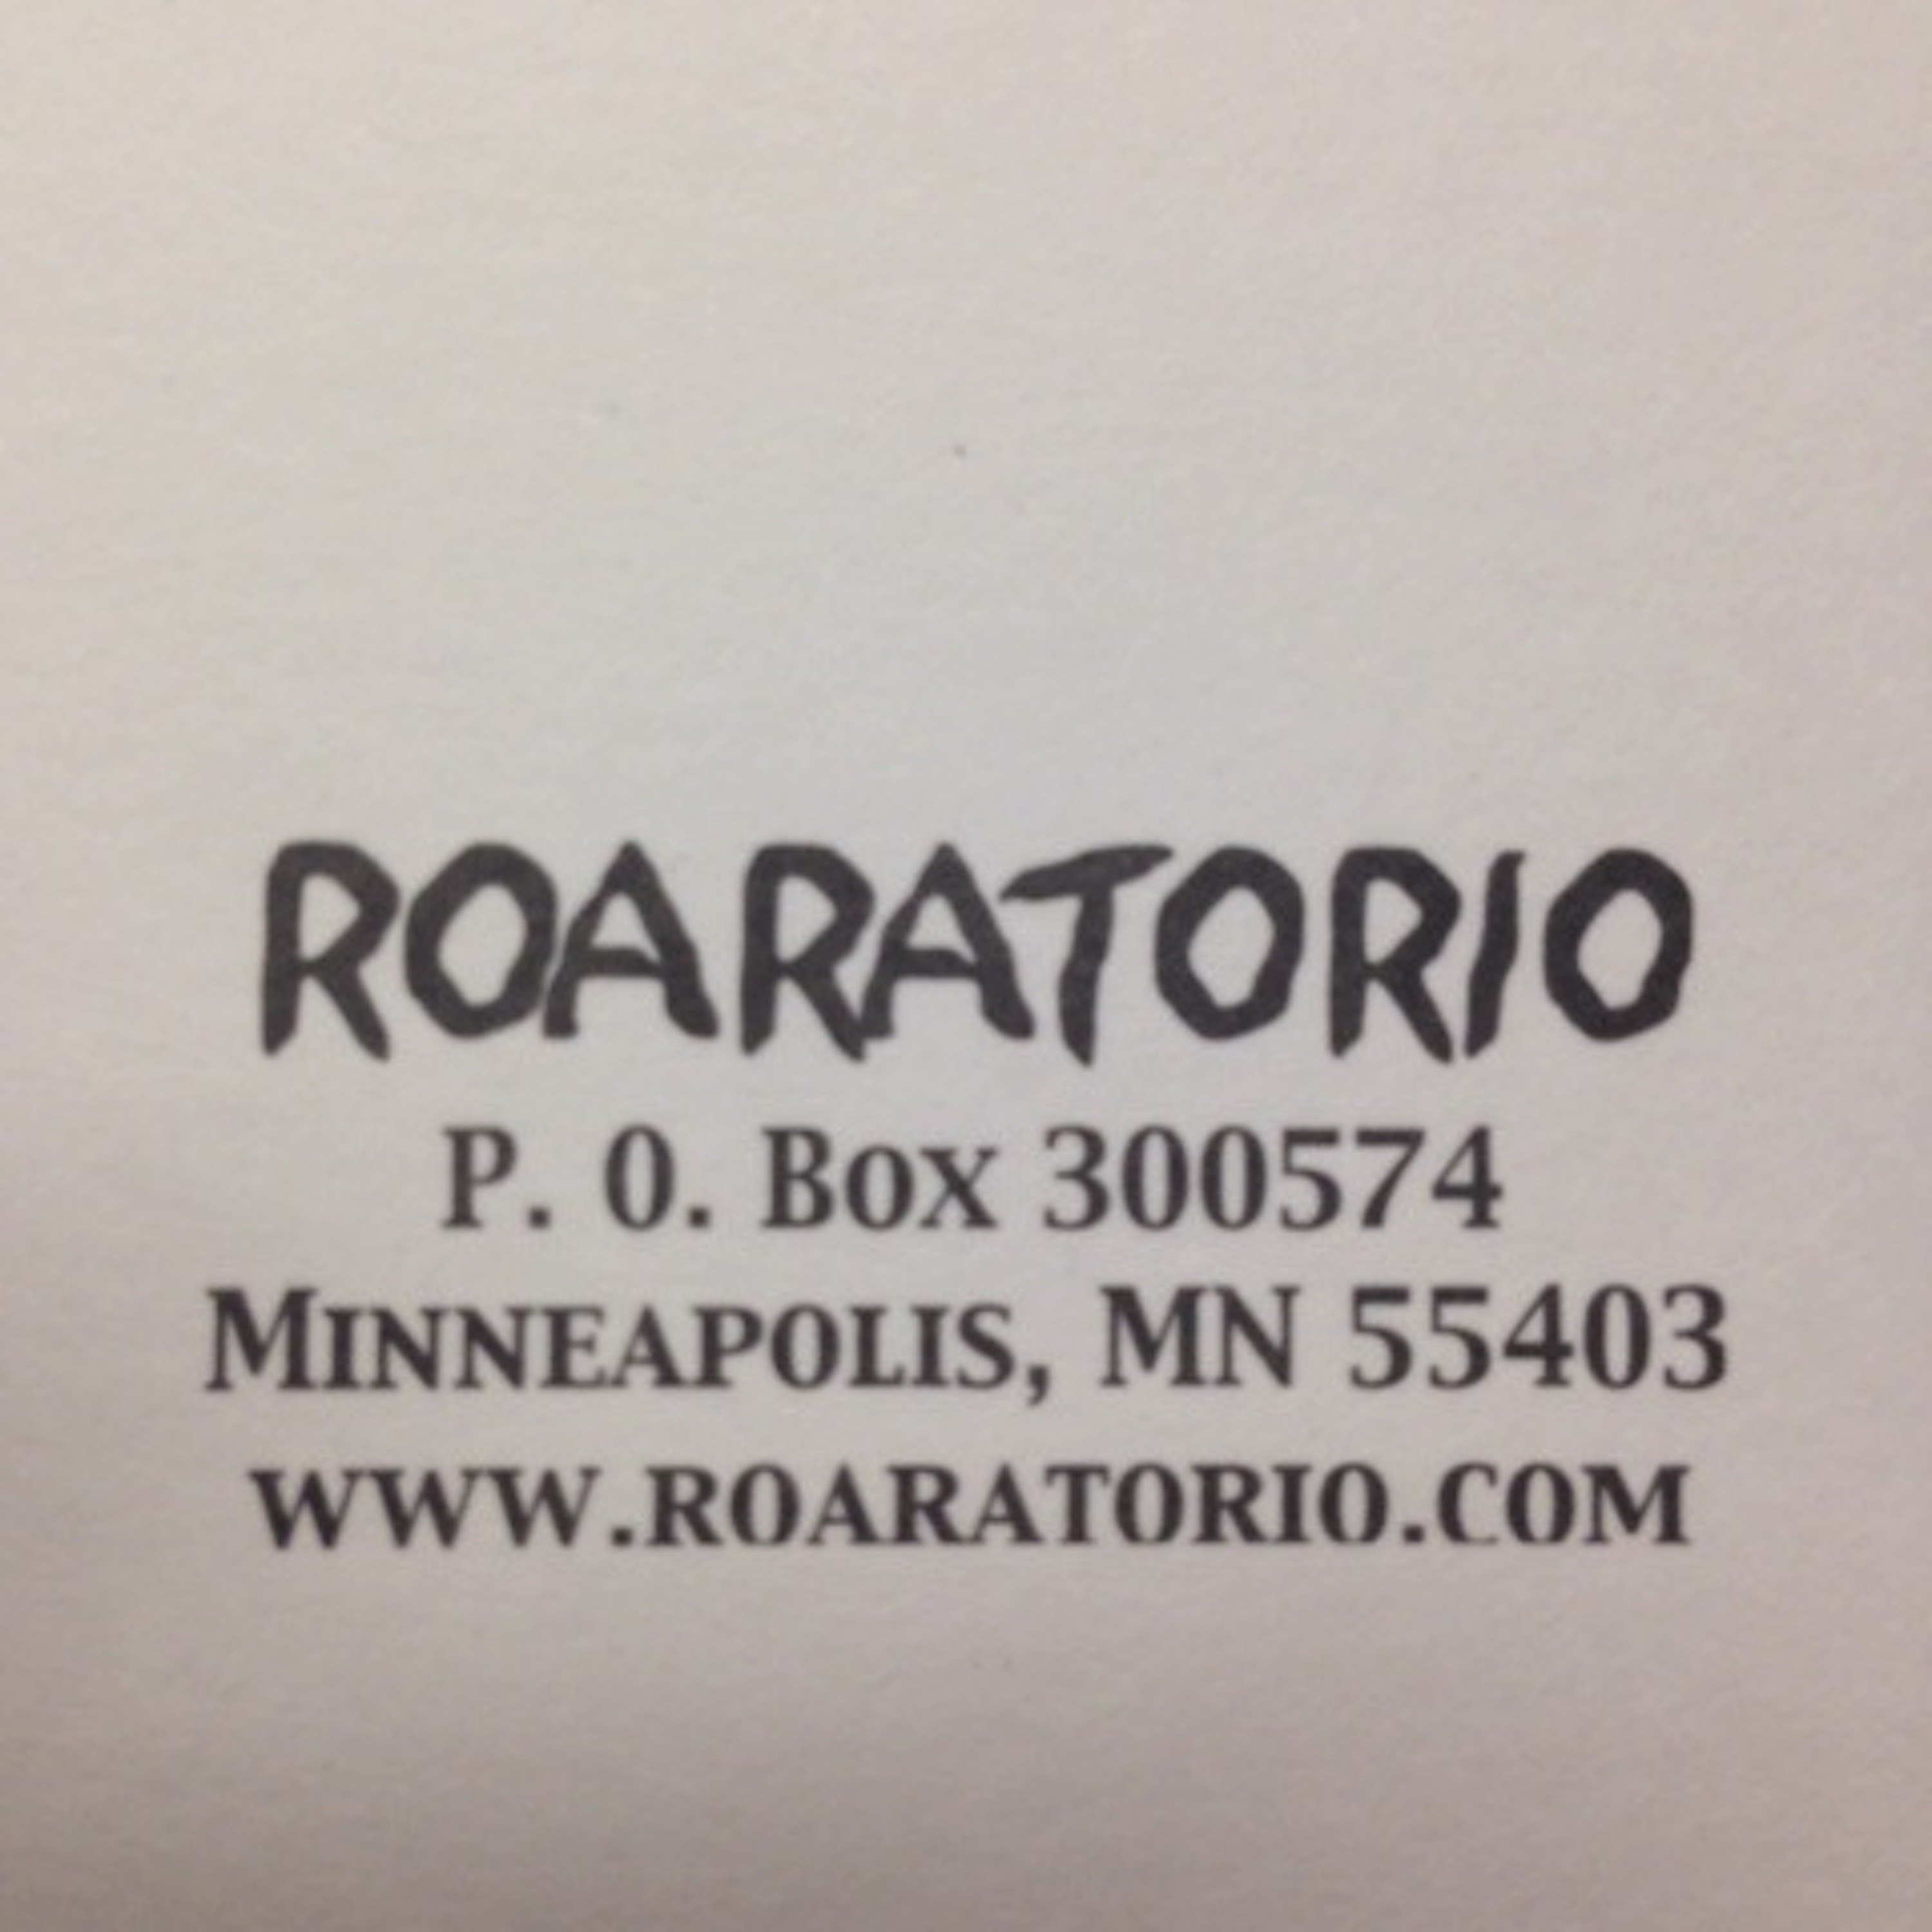 ROARATORIO
P. O. Box 300574
Minneapolis, MN 55403
www.roaratorio.com